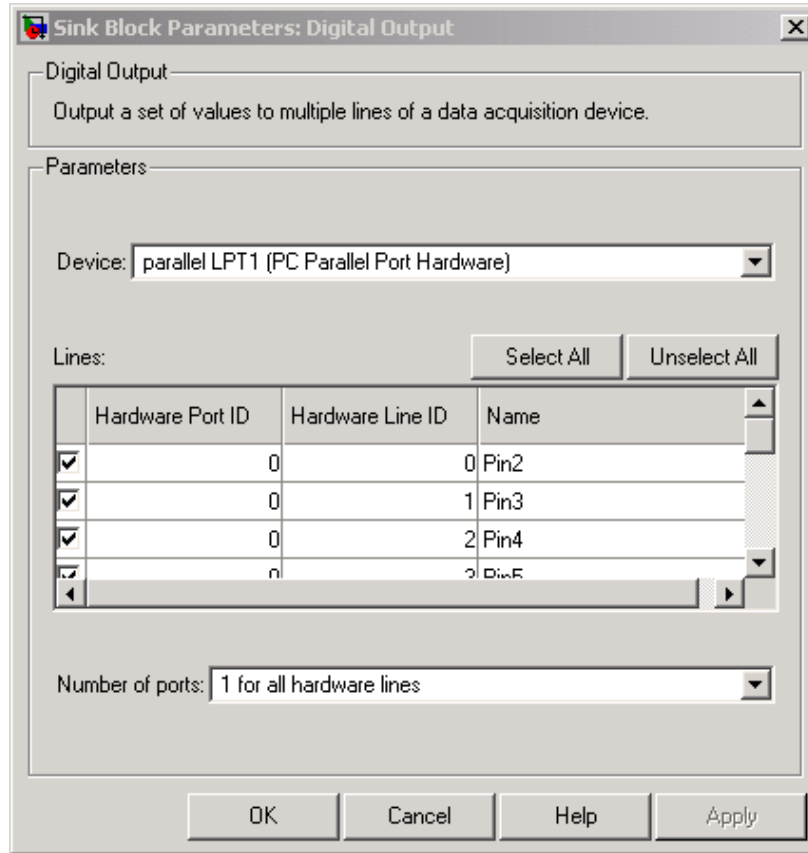 Sink Block Parameters: Digital Output
Digital Output
Output a set of values to multiple lines of a data acquisition device.
Parameters
Device: parallel LPT1 (PC Parallel Port Hardware)
Lines: Select All Unselect All
Hardware Port ID Hardware Line ID Name
0 0 Pin2
0 1 Pin3
0 2 Pin4
0 3 Pin5
Number of ports: 1 for all hardware lines
OK Cancel Help Apply